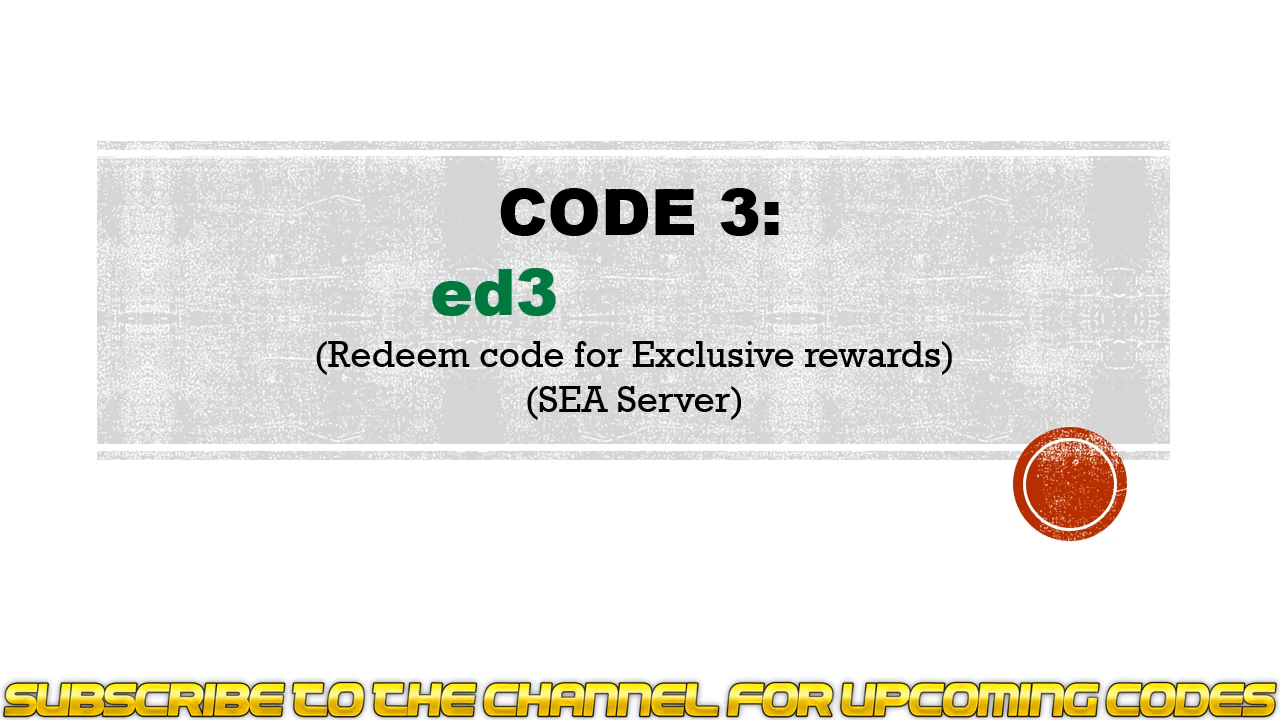 CODE 3:
ed3
(Redeem code for Exclusive rewards)
(SEA Server)
SUBSCRIBE TO THE CHANNEL FOR UPCOMING CODES